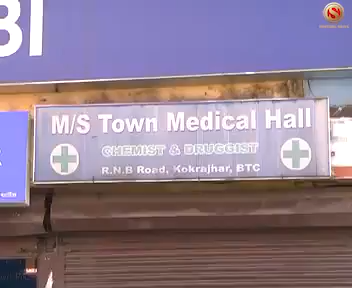 BI
M/S Town Medical Hall
CHEMIST & DRUGGIST
R.N.B Road, Kokrajhar, BTC